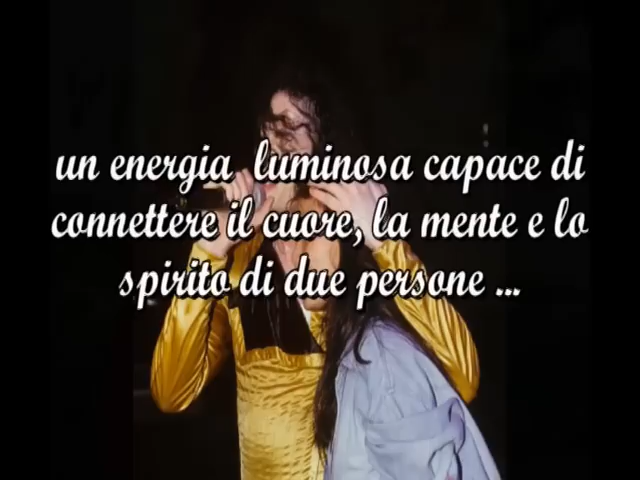 un energia luminosa capace di
connettere il cuore, la mente e lo
spirito di due persone ...